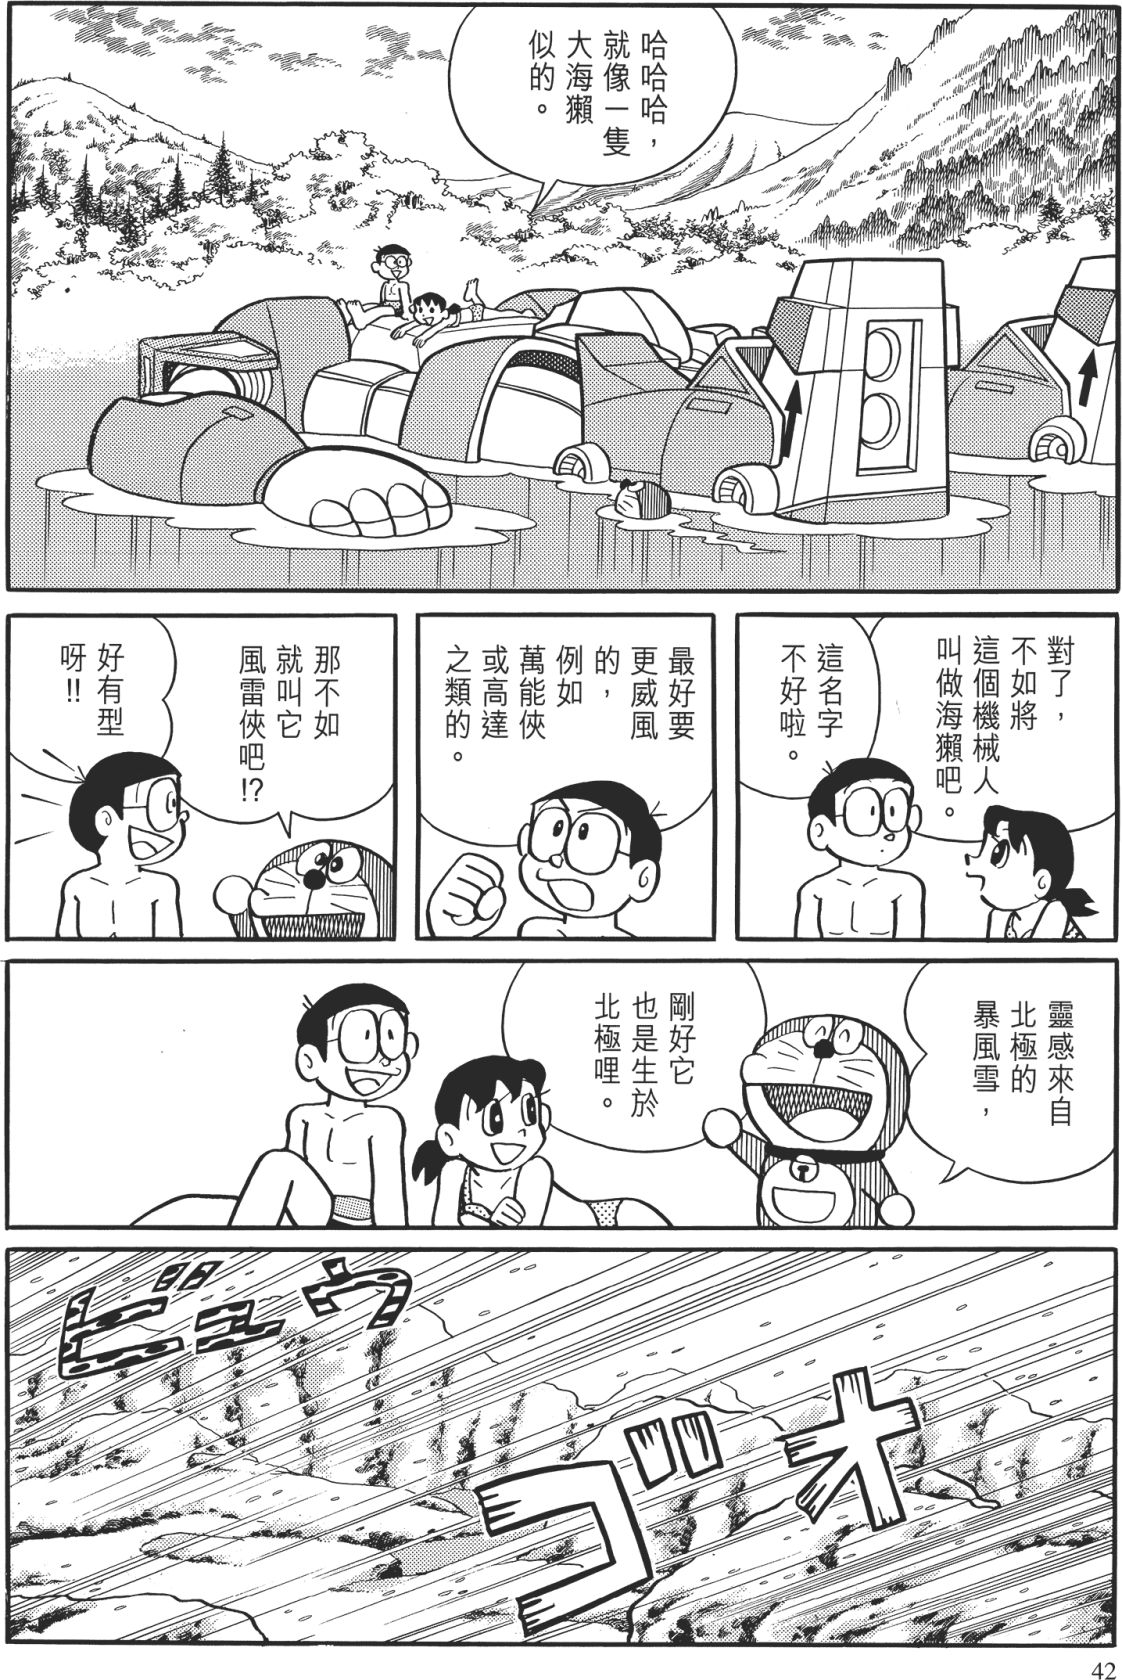 哈哈哈，
就像一隻
大海獺
似的。
對了，
不如將
這個機械人
叫做海獺吧。
這名字
不好啦。
最好要
更威風
的，
例如
萬能俠
或高達
之類的。
那不如
就叫它
風雷俠吧!?
好有型
呀!!
靈感來自
北極的
暴風雪，
剛好它
也是生於
北極哩。
ビュウ
ゴオ
42